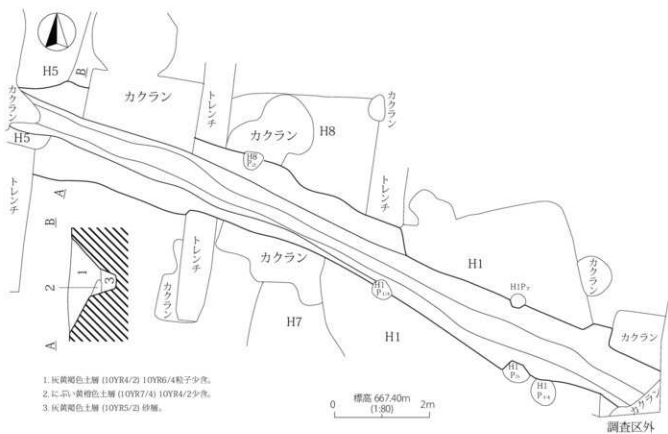 H5
B
カクラン
カクラン
トレンチ
カクラン
H8
カクラン
H8
H5
トレンチ
A
B
トレンチ
カクラン
カクラン
トレンチ
H1
H1
H1
カクラン
カクラン
H7
H1
H1
H1
カクラン
調査区外
1
2
3
A
1. 灰黄褐色土層 (10YR4/2) 10YR6/4粒子少含。
2. にぶい黄橙色土層 (10YR7/4) 10YR4/2少含。
3. 灰黄褐色土層 (10YR5/2) 砂層。
標高 667.40m
0 (1:80) 2m